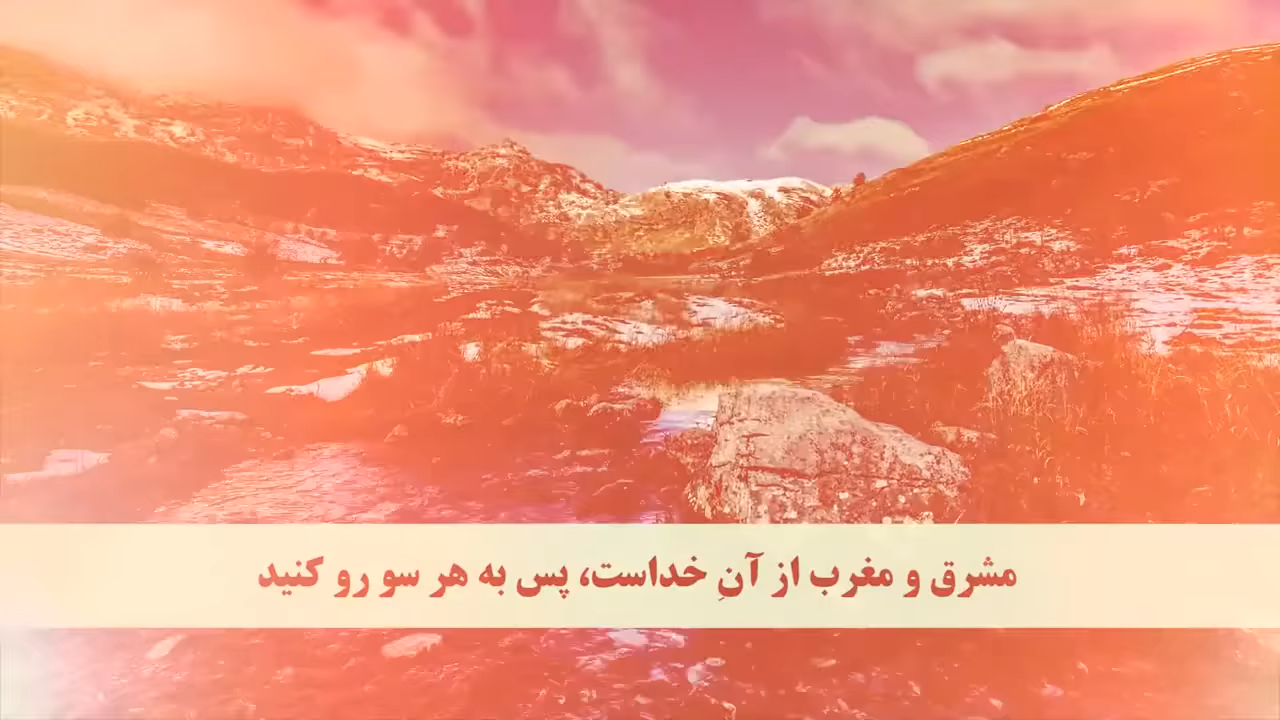 مشرق و مغرب از آنِ خداست، پس به هر سو رو کنید